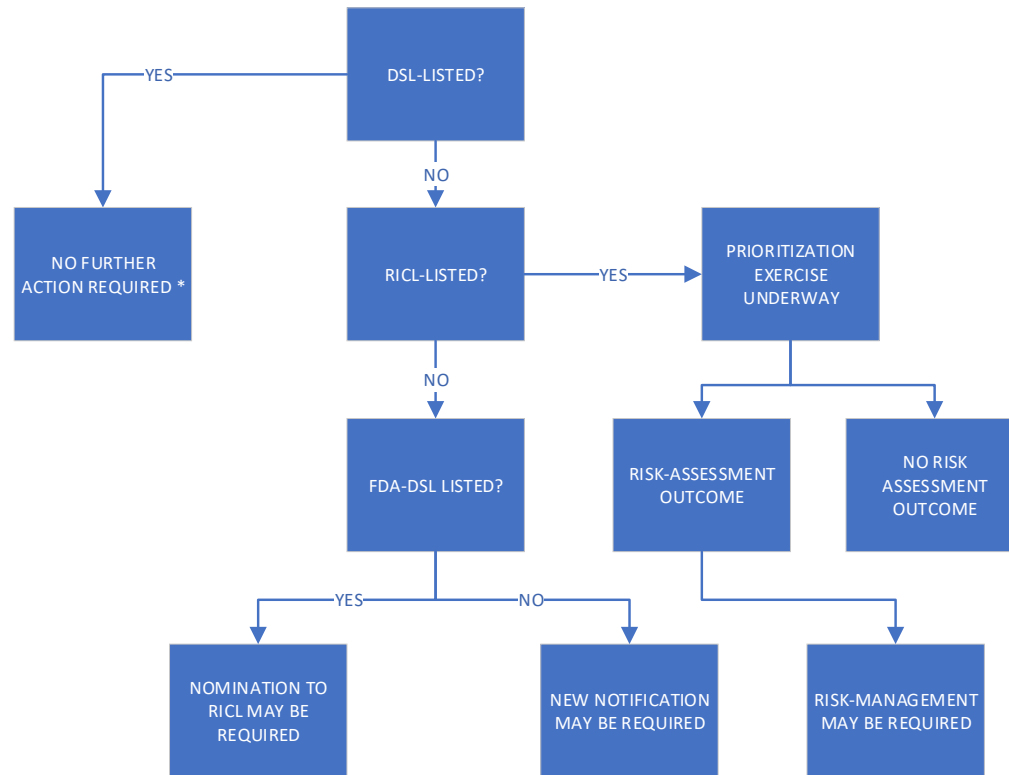 DSL-LISTED?
YES
NO
NO FURTHER
ACTION REQUIRED *
RICL-LISTED?
YES
PRIORITIZATION
EXERCISE
UNDERWAY
NO
FDA-DSL LISTED?
RISK-ASSESSMENT
OUTCOME
NO RISK
ASSESSMENT
OUTCOME
YES
NO
NOMINATION TO
RICL MAY BE
REQUIRED
NEW NOTIFICATION
MAY BE REQUIRED
RISK-MANAGEMENT
MAY BE REQUIRED